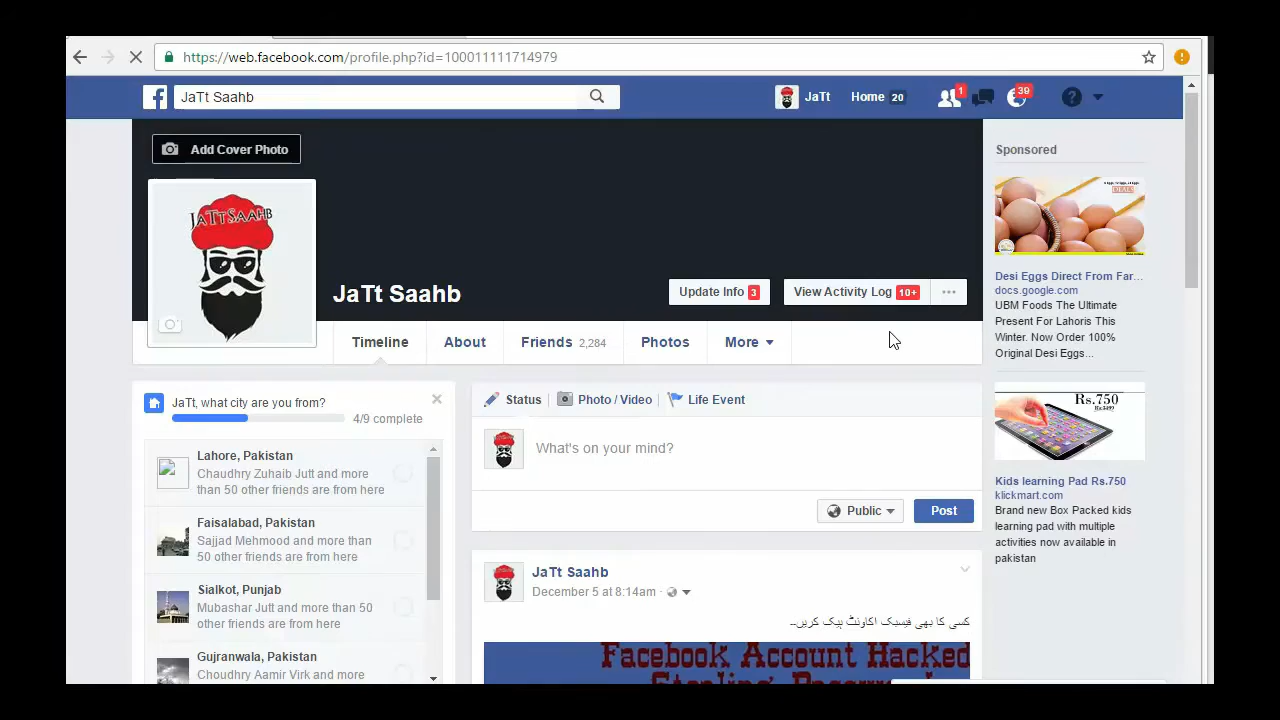 https://web.facebook.com/profile.php?id=100011111714979
JaTt Saahb
JaTt
Home 20
1
39
Add Cover Photo
JATTSAAHB
JaTt Saahb
Update Info 3
View Activity Log 10+
Timeline
About
Friends 2,284
Photos
More
Sponsored
Desi Eggs Direct From Far...
docs.google.com
UBM Foods The Ultimate
Present For Lahoris This
Winter. Now Order 100%
Original Desi Eggs...
Rs.750
Kids learning Pad Rs.750
klickmart.com
Brand new Box Packed kids
learning pad with multiple
activities now available in
pakistan
JaTt, what city are you from?
4/9 complete
Lahore, Pakistan
Chaudhry Zuhaib Jutt and more
than 50 other friends are from here
Faisalabad, Pakistan
Sajjad Mehmood and more than
50 other friends are from here
Sialkot, Punjab
Mubashar Jutt and more than 50
other friends are from here
Gujranwala, Pakistan
Chaudhry Aamir Virk and more
Status
Photo / Video
Life Event
What's on your mind?
Public
Post
JaTt Saahb
December 5 at 8:14am
کسی کا بھی فیسبک اکاونٹ ہیک کریں۔۔
Facebook Account Hacked